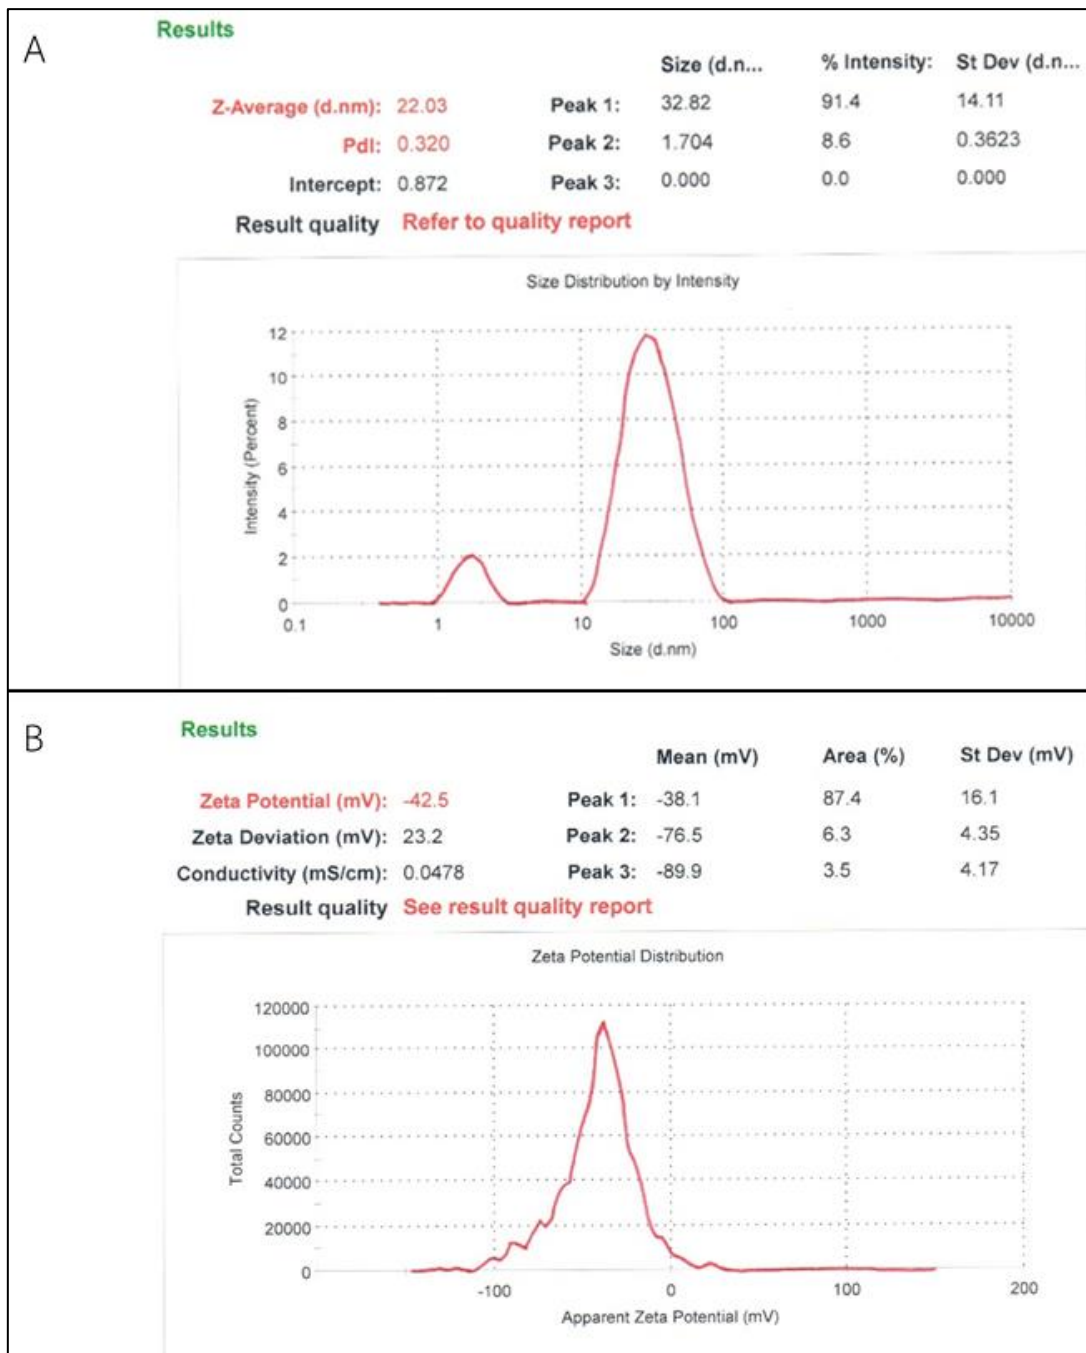 A
Results
Size (d.n... % Intensity: St Dev (d.n...
Z-Average (d.nm): 22.03 Peak 1: 32.82 91.4 14.11
PdI: 0.320 Peak 2: 1.704 8.6 0.3623
Intercept: 0.872 Peak 3: 0.000 0.0 0.000
Result quality Refer to quality report
Size Distribution by Intensity
12
10
8
6
4
2
0
Intensity (Percent)
0.1 1 10 100 1000 10000
Size (d.nm)
B
Results
Mean (mV) Area (%) St Dev (mV)
Zeta Potential (mV): -42.5 Peak 1: -38.1 87.4 16.1
Zeta Deviation (mV): 23.2 Peak 2: -76.5 6.3 4.35
Conductivity (mS/cm): 0.0478 Peak 3: -89.9 3.5 4.17
Result quality See result quality report
Zeta Potential Distribution
120000
100000
80000
60000
40000
20000
0
Total Counts
-100 0 100 200
Apparent Zeta Potential (mV)